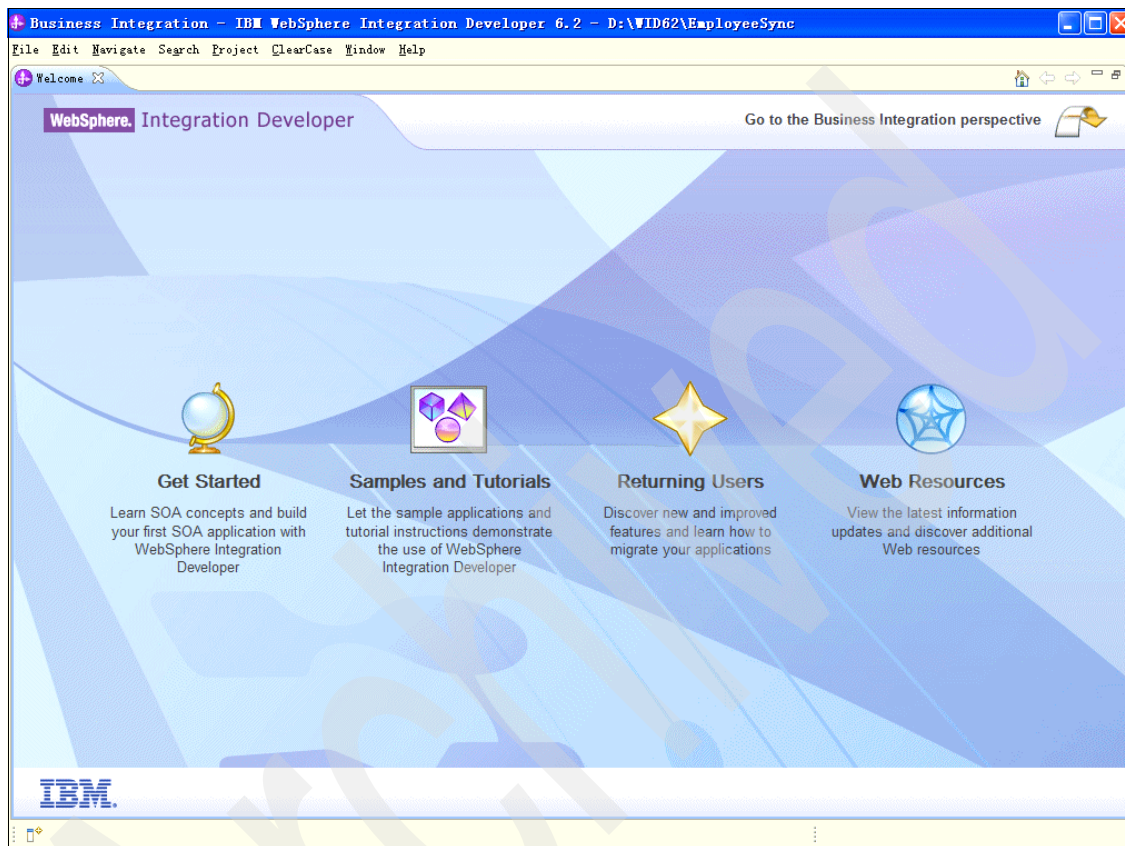 Business Integration - IBM WebSphere Integration Developer 6.2 - D:\WID62\EmployeeSync
File Edit Navigate Search Project ClearCase Window Help
Welcome
WebSphere. Integration Developer
Go to the Business Integration perspective
Get Started
Learn SOA concepts and build
your first SOA application with
WebSphere Integration
Developer
Samples and Tutorials
Let the sample applications and
tutorial instructions demonstrate
the use of WebSphere
Integration Developer
Returning Users
Discover new and improved
features and learn how to
migrate your applications
Web Resources
View the latest information
updates and discover additional
Web resources
IBM.